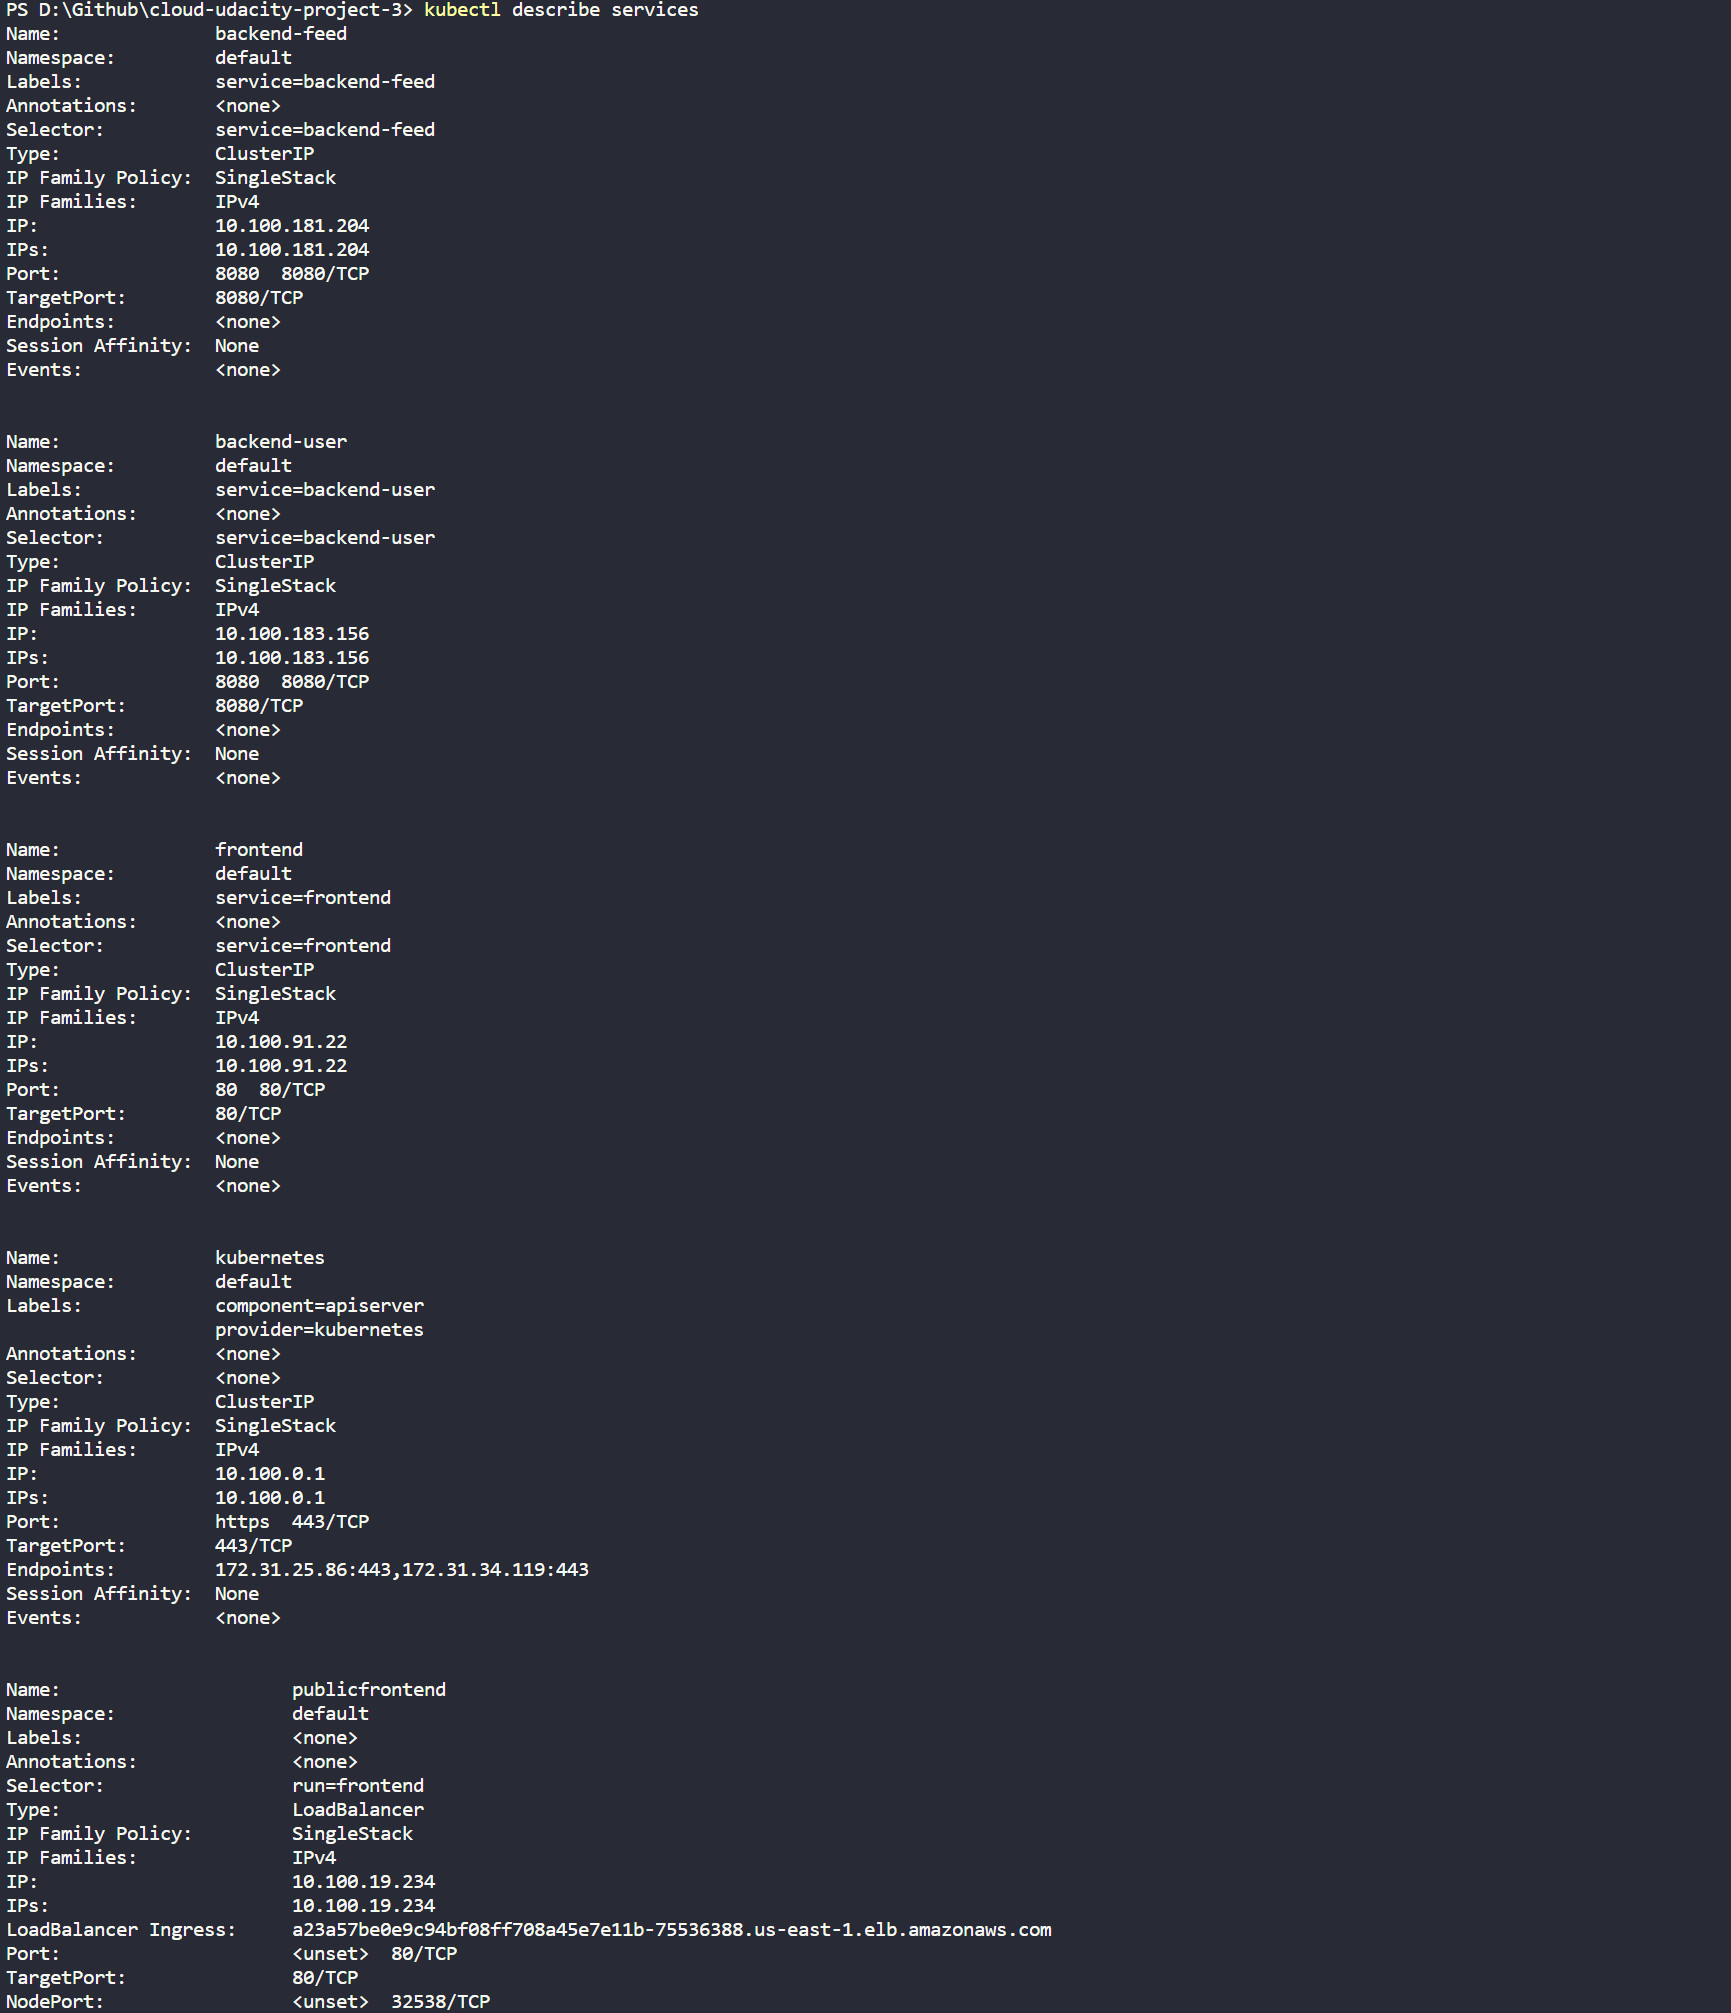 PS D:\Github\cloud-udacity-project-3> kubectl describe services
Name:              backend-feed
Namespace:         default
Labels:            service=backend-feed
Annotations:       <none>
Selector:          service=backend-feed
Type:              ClusterIP
IP Family Policy:  SingleStack
IP Families:       IPv4
IP:                10.100.181.204
IPs:               10.100.181.204
Port:              8080  8080/TCP
TargetPort:        8080/TCP
Endpoints:         <none>
Session Affinity:  None
Events:            <none>
Name:              backend-user
Namespace:         default
Labels:            service=backend-user
Annotations:       <none>
Selector:          service=backend-user
Type:              ClusterIP
IP Family Policy:  SingleStack
IP Families:       IPv4
IP:                10.100.183.156
IPs:               10.100.183.156
Port:              8080  8080/TCP
TargetPort:        8080/TCP
Endpoints:         <none>
Session Affinity:  None
Events:            <none>
Name:              frontend
Namespace:         default
Labels:            service=frontend
Annotations:       <none>
Selector:          service=frontend
Type:              ClusterIP
IP Family Policy:  SingleStack
IP Families:       IPv4
IP:                10.100.91.22
IPs:               10.100.91.22
Port:              80  80/TCP
TargetPort:        80/TCP
Endpoints:         <none>
Session Affinity:  None
Events:            <none>
Name:              kubernetes
Namespace:         default
Labels:            component=apiserver
                   provider=kubernetes
Annotations:       <none>
Selector:          <none>
Type:              ClusterIP
IP Family Policy:  SingleStack
IP Families:       IPv4
IP:                10.100.0.1
IPs:               10.100.0.1
Port:              https  443/TCP
TargetPort:        443/TCP
Endpoints:         172.31.25.86:443,172.31.34.119:443
Session Affinity:  None
Events:            <none>
Name:                     publicfrontend
Namespace:                default
Labels:                   <none>
Annotations:              <none>
Selector:                 run=frontend
Type:                     LoadBalancer
IP Family Policy:         SingleStack
IP Families:              IPv4
IP:                       10.100.19.234
IPs:                      10.100.19.234
LoadBalancer Ingress:     a23a57be0e9c94bf08ff708a45e7e11b-75536388.us-east-1.elb.amazonaws.com
Port:                     <unset>  80/TCP
TargetPort:               80/TCP
NodePort:                 <unset>  32538/TCP